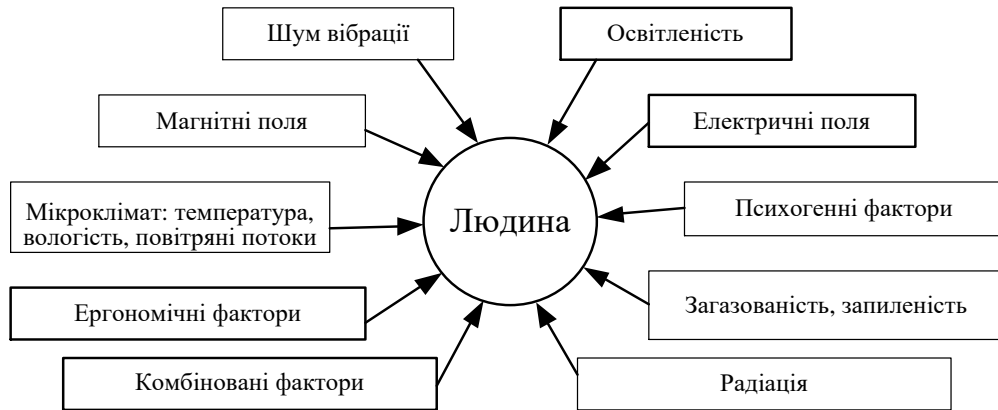 Шум вібрації
Освітленість
Магнітні поля
Електричні поля
Мікроклімат: температура,
вологість, повітряні потоки
Людина
Психогенні фактори
Ергономічні фактори
Загазованість, запиленість
Комбіновані фактори
Радіація